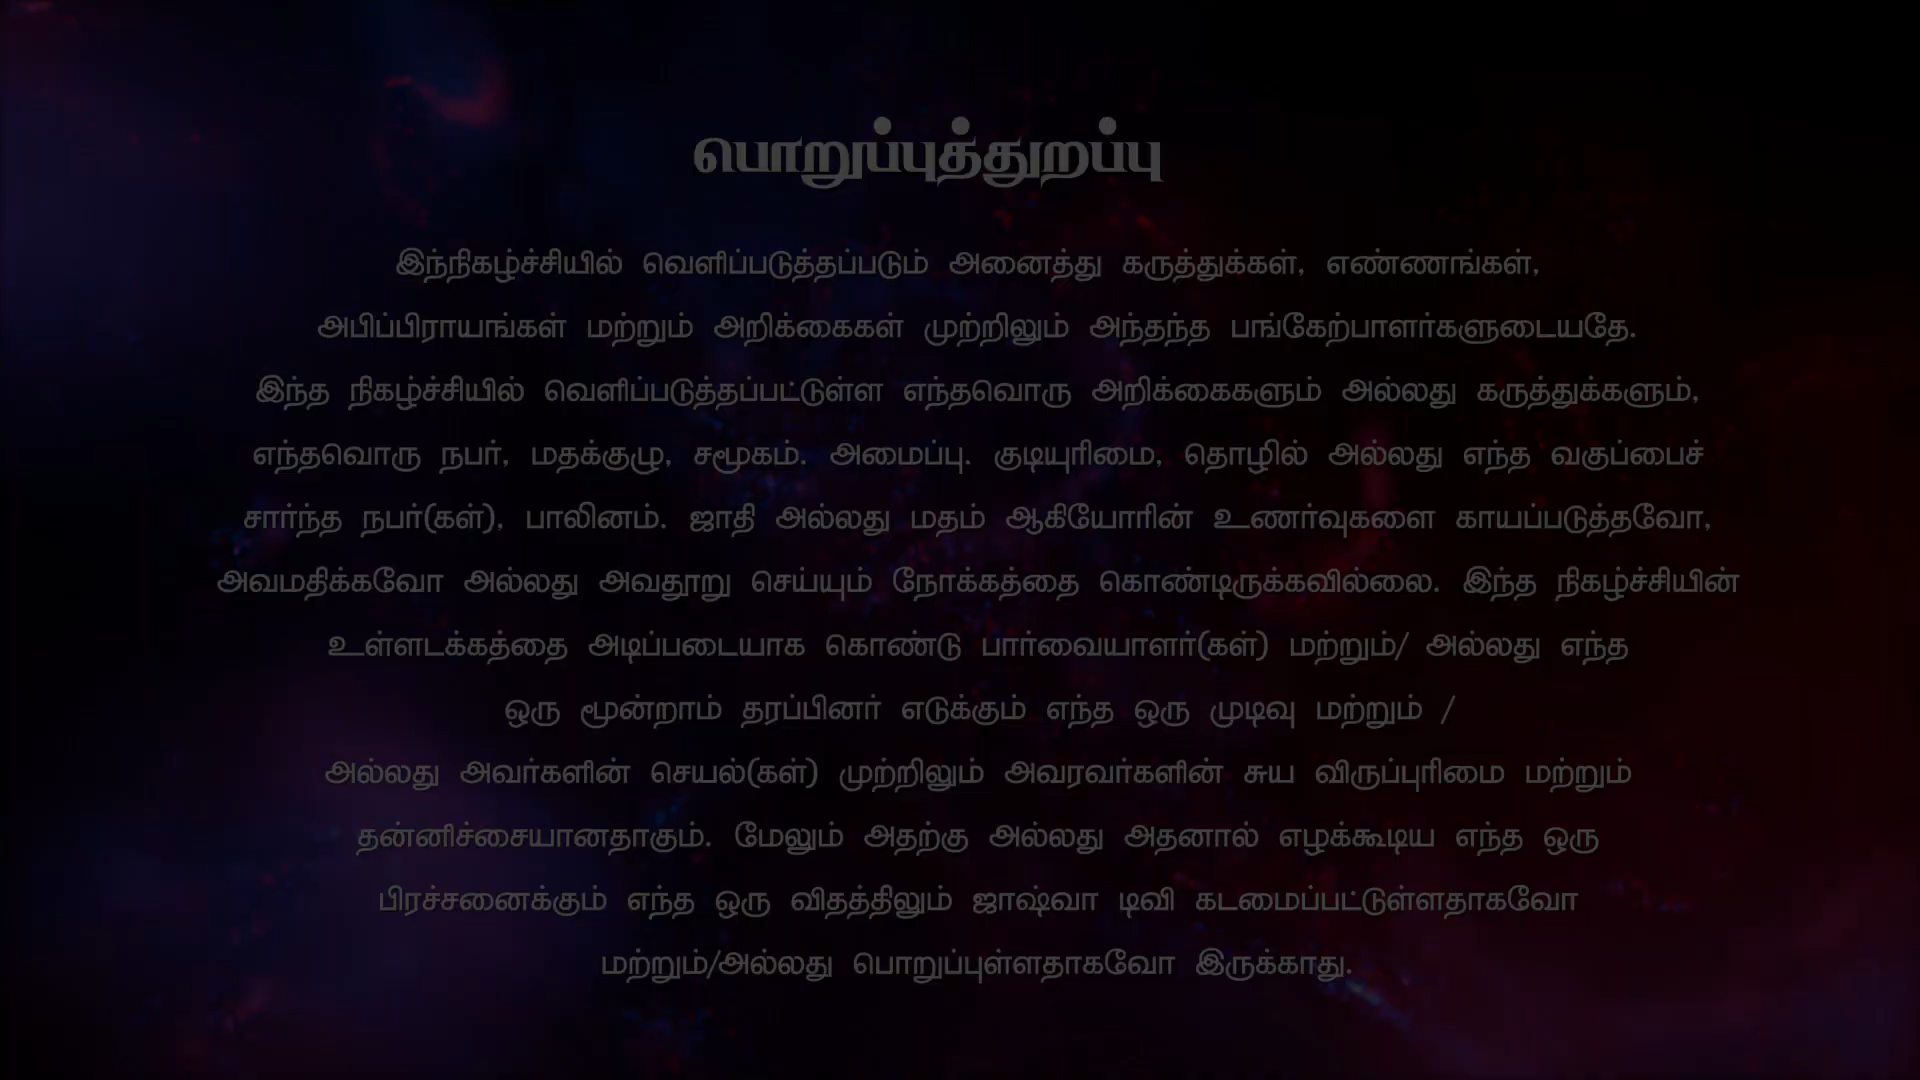 பொறுப்புத்துறப்பு
இந்நிகழ்ச்சியில் வெளிப்படுத்தப்படும் அனைத்து கருத்துக்கள், எண்ணங்கள்,
அபிப்பிராயங்கள் மற்றும் அறிக்கைகள் முற்றிலும் அந்தந்த பங்கேற்பாளர்களுடையதே.
இந்த நிகழ்ச்சியில் வெளிப்படுத்தப்பட்டுள்ள எந்தவொரு அறிக்கைகளும் அல்லது கருத்துக்களும்,
எந்தவொரு நபர், மதக்குழு, சமூகம். அமைப்பு. குடியுரிமை, தொழில் அல்லது எந்த வகுப்பைச்
சார்ந்த நபர்(கள்), பாலினம். ஜாதி அல்லது மதம் ஆகியோரின் உணர்வுகளை காயப்படுத்தவோ,
அவமதிக்கவோ அல்லது அவதூறு செய்யும் நோக்கத்தை கொண்டிருக்கவில்லை. இந்த நிகழ்ச்சியின்
உள்ளடக்கத்தை அடிப்படையாக கொண்டு பார்வையாளர்(கள்) மற்றும்/ அல்லது எந்த
ஒரு மூன்றாம் தரப்பினர் எடுக்கும் எந்த ஒரு முடிவு மற்றும் /
அல்லது அவர்களின் செயல்(கள்) முற்றிலும் அவரவர்களின் சுய விருப்புரிமை மற்றும்
தன்னிச்சையானதாகும். மேலும் அதற்கு அல்லது அதனால் எழக்கூடிய எந்த ஒரு
பிரச்சனைக்கும் எந்த ஒரு விதத்திலும் ஜாஷ்வா டிவி கடமைப்பட்டுள்ளதாகவோ
மற்றும்/அல்லது பொறுப்புள்ளதாகவோ இருக்காது.